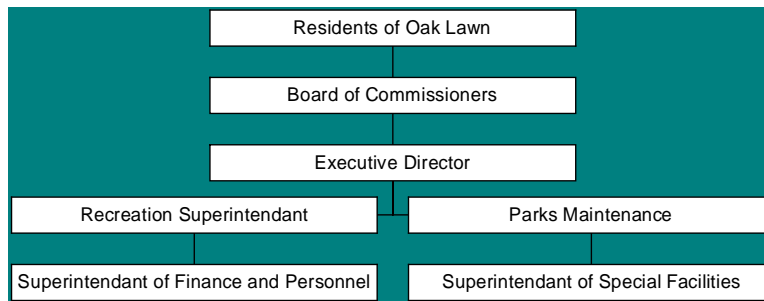 Residents of Oak Lawn
Board of Commissioners
Executive Director
Recreation Superintendant
Parks Maintenance
Superintendant of Finance and Personnel
Superintendant of Special Facilities